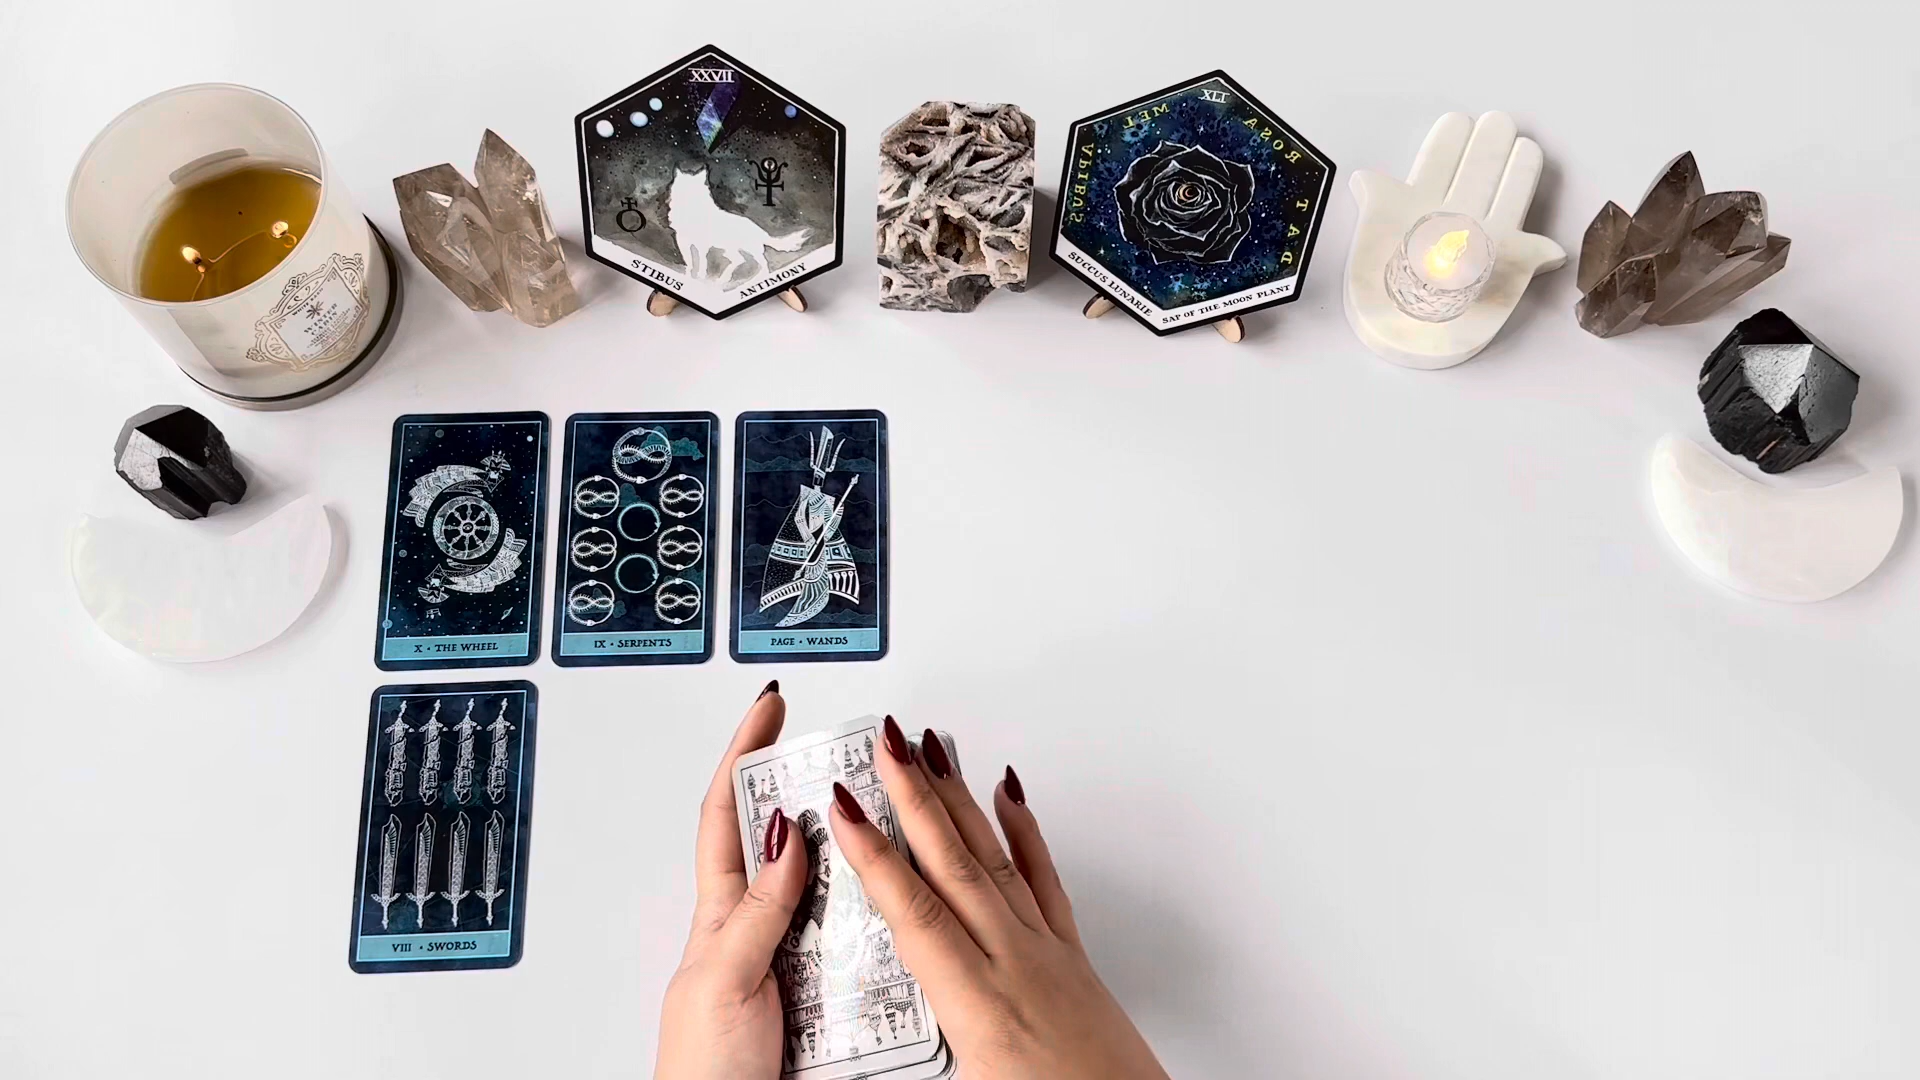 XXVII
STIBUS
ANTIMONY
XLI
ROSA
MEL
APIBUS
DAT
SUCCUS LUNARIE
SAP OF THE MOON PLANT
X • THE WHEEL
IX • SERPENTS
PAGE • WANDS
VIII • SWORDS